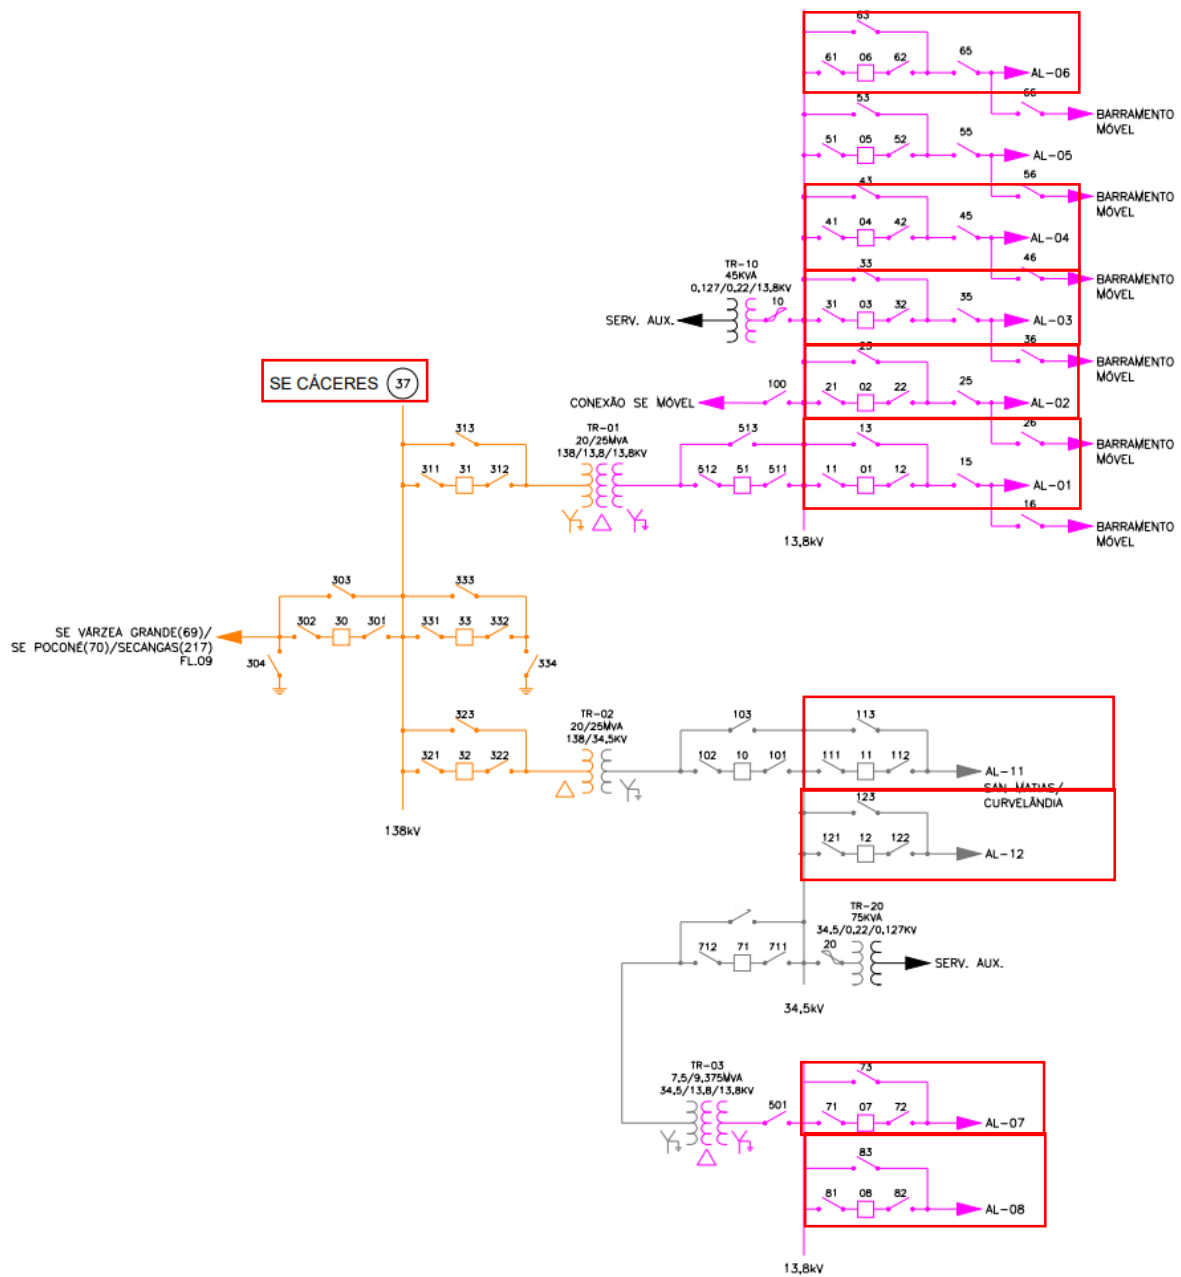 63
61 06 62 65
AL-06
66
BARRAMENTO
MÓVEL
53
51 05 52 55
AL-05
56
BARRAMENTO
MÓVEL
43
41 04 42 45
AL-04
46
BARRAMENTO
MÓVEL
TR-10
45KVA
0,127/0,22/13,8KV
10
SERV. AUX.
33
31 03 32 35
AL-03
36
BARRAMENTO
MÓVEL
SE CÁCERES 37
CONEXÃO SE MÓVEL
100
23
21 02 22 25
AL-02
26
BARRAMENTO
MÓVEL
313
311 31 312
TR-01
20/25MVA
138/13,8/13,8KV
513
512 51 511
13
11 01 12 15
AL-01
16
BARRAMENTO
MÓVEL
13,8kV
303
302 30 301
304
SE VÁRZEA GRANDE(69)/
SE POCONÉ(70)/SECANGAS(217)
FL.09
333
331 33 332
334
323
321 32 322
TR-02
20/25MVA
138/34,5KV
103
102 10 101
113
111 11 112
AL-11
SAN MATIAS/
CURVELÂNDIA
138kV
123
121 12 122
AL-12
712 71 711
TR-20
75KVA
34,5/0,22/0,127KV
20
SERV. AUX.
34,5kV
TR-03
7,5/9,375MVA
34,5/13,8/13,8KV
501
73
71 07 72
AL-07
83
81 08 82
AL-08
13,8kV